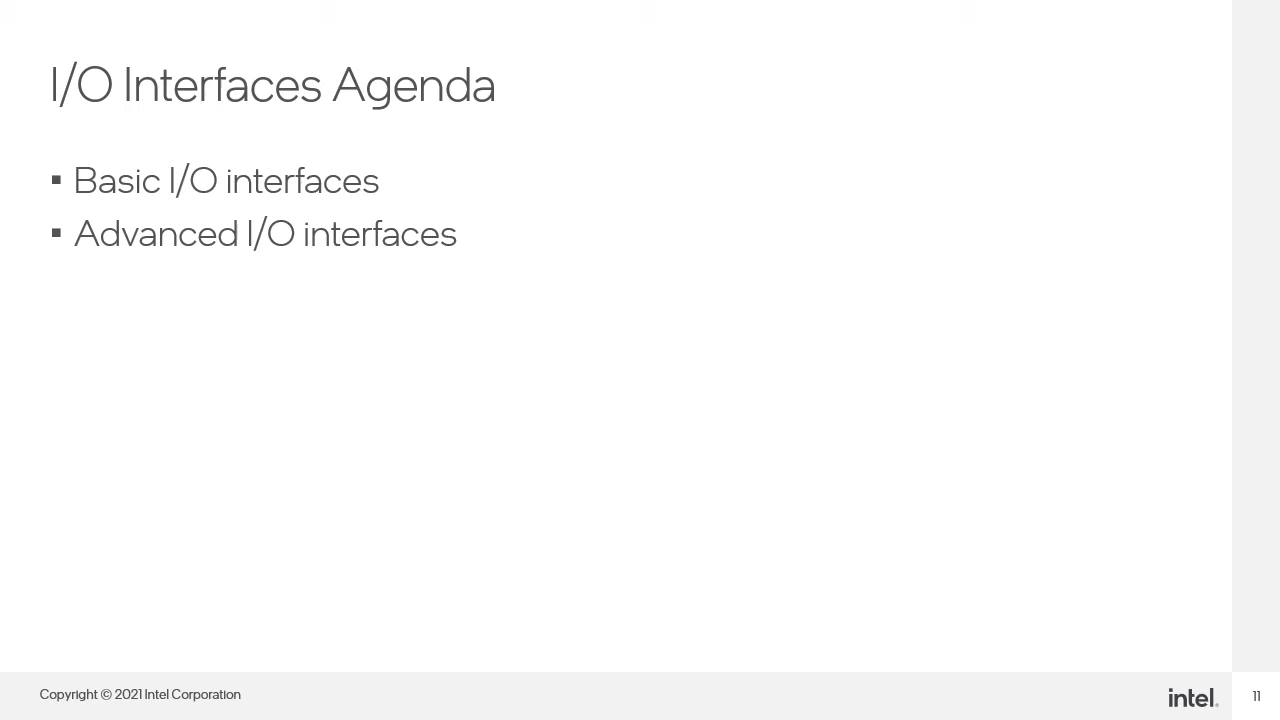 I/O Interfaces Agenda
▪ Basic I/O interfaces
▪ Advanced I/O interfaces
Copyright © 2021 Intel Corporation
intel.
11